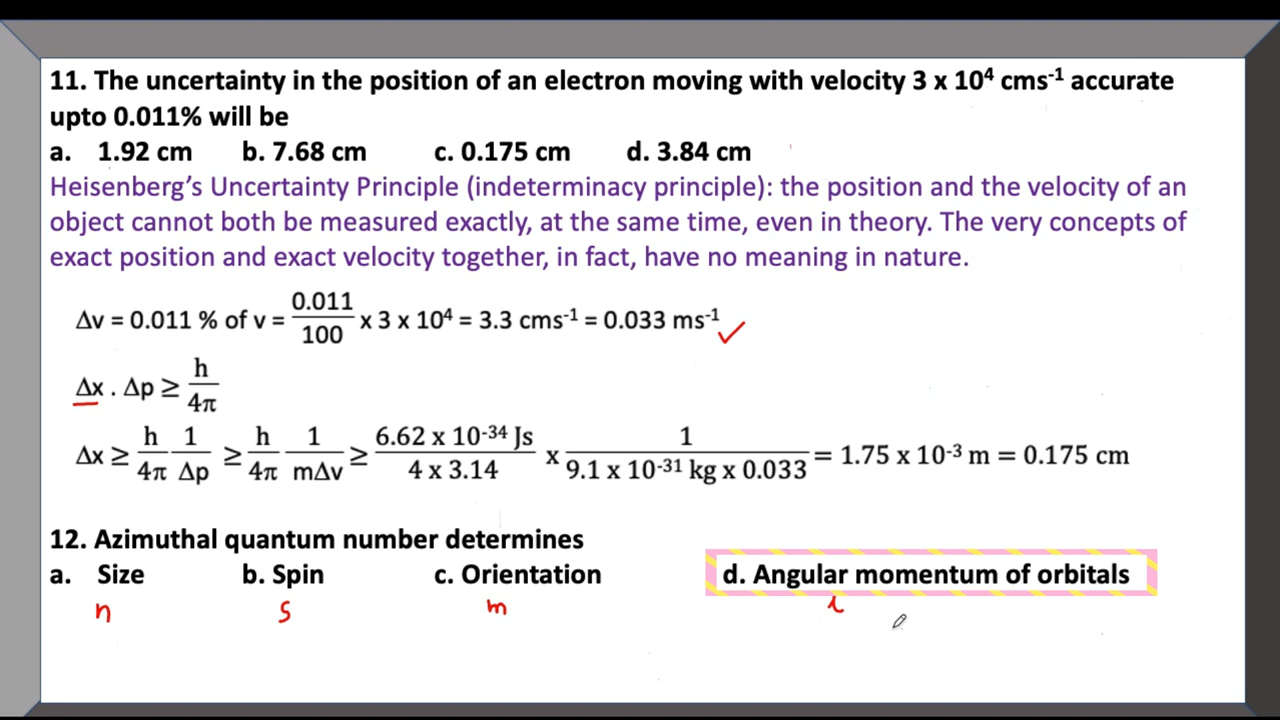 11. The uncertainty in the position of an electron moving with velocity 3 x 10⁴ cms⁻¹ accurate
upto 0.011% will be
a. 1.92 cm b. 7.68 cm c. 0.175 cm d. 3.84 cm
Heisenberg’s Uncertainty Principle (indeterminacy principle): the position and the velocity of an
object cannot both be measured exactly, at the same time, even in theory. The very concepts of
exact position and exact velocity together, in fact, have no meaning in nature.
Δv = 0.011 % of v = 0.011/100 x 3 x 10⁴ = 3.3 cms⁻¹ = 0.033 ms⁻¹ ✓
Δx . Δp ≥ h/4π
Δx ≥ h/4π 1/Δp ≥ h/4π 1/mΔv ≥ 6.62 x 10⁻³⁴ Js/4 x 3.14 x 1/9.1 x 10⁻³¹ kg x 0.033 = 1.75 x 10⁻³ m = 0.175 cm
12. Azimuthal quantum number determines
a. Size b. Spin c. Orientation d. Angular momentum of orbitals
n s m l